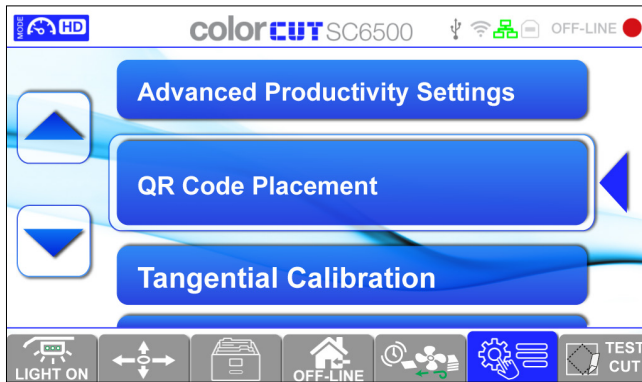 MODE HD colorCUT SC6500 OFF-LINE
Advanced Productivity Settings
QR Code Placement
Tangential Calibration
LIGHT ON OFF-LINE TEST CUT